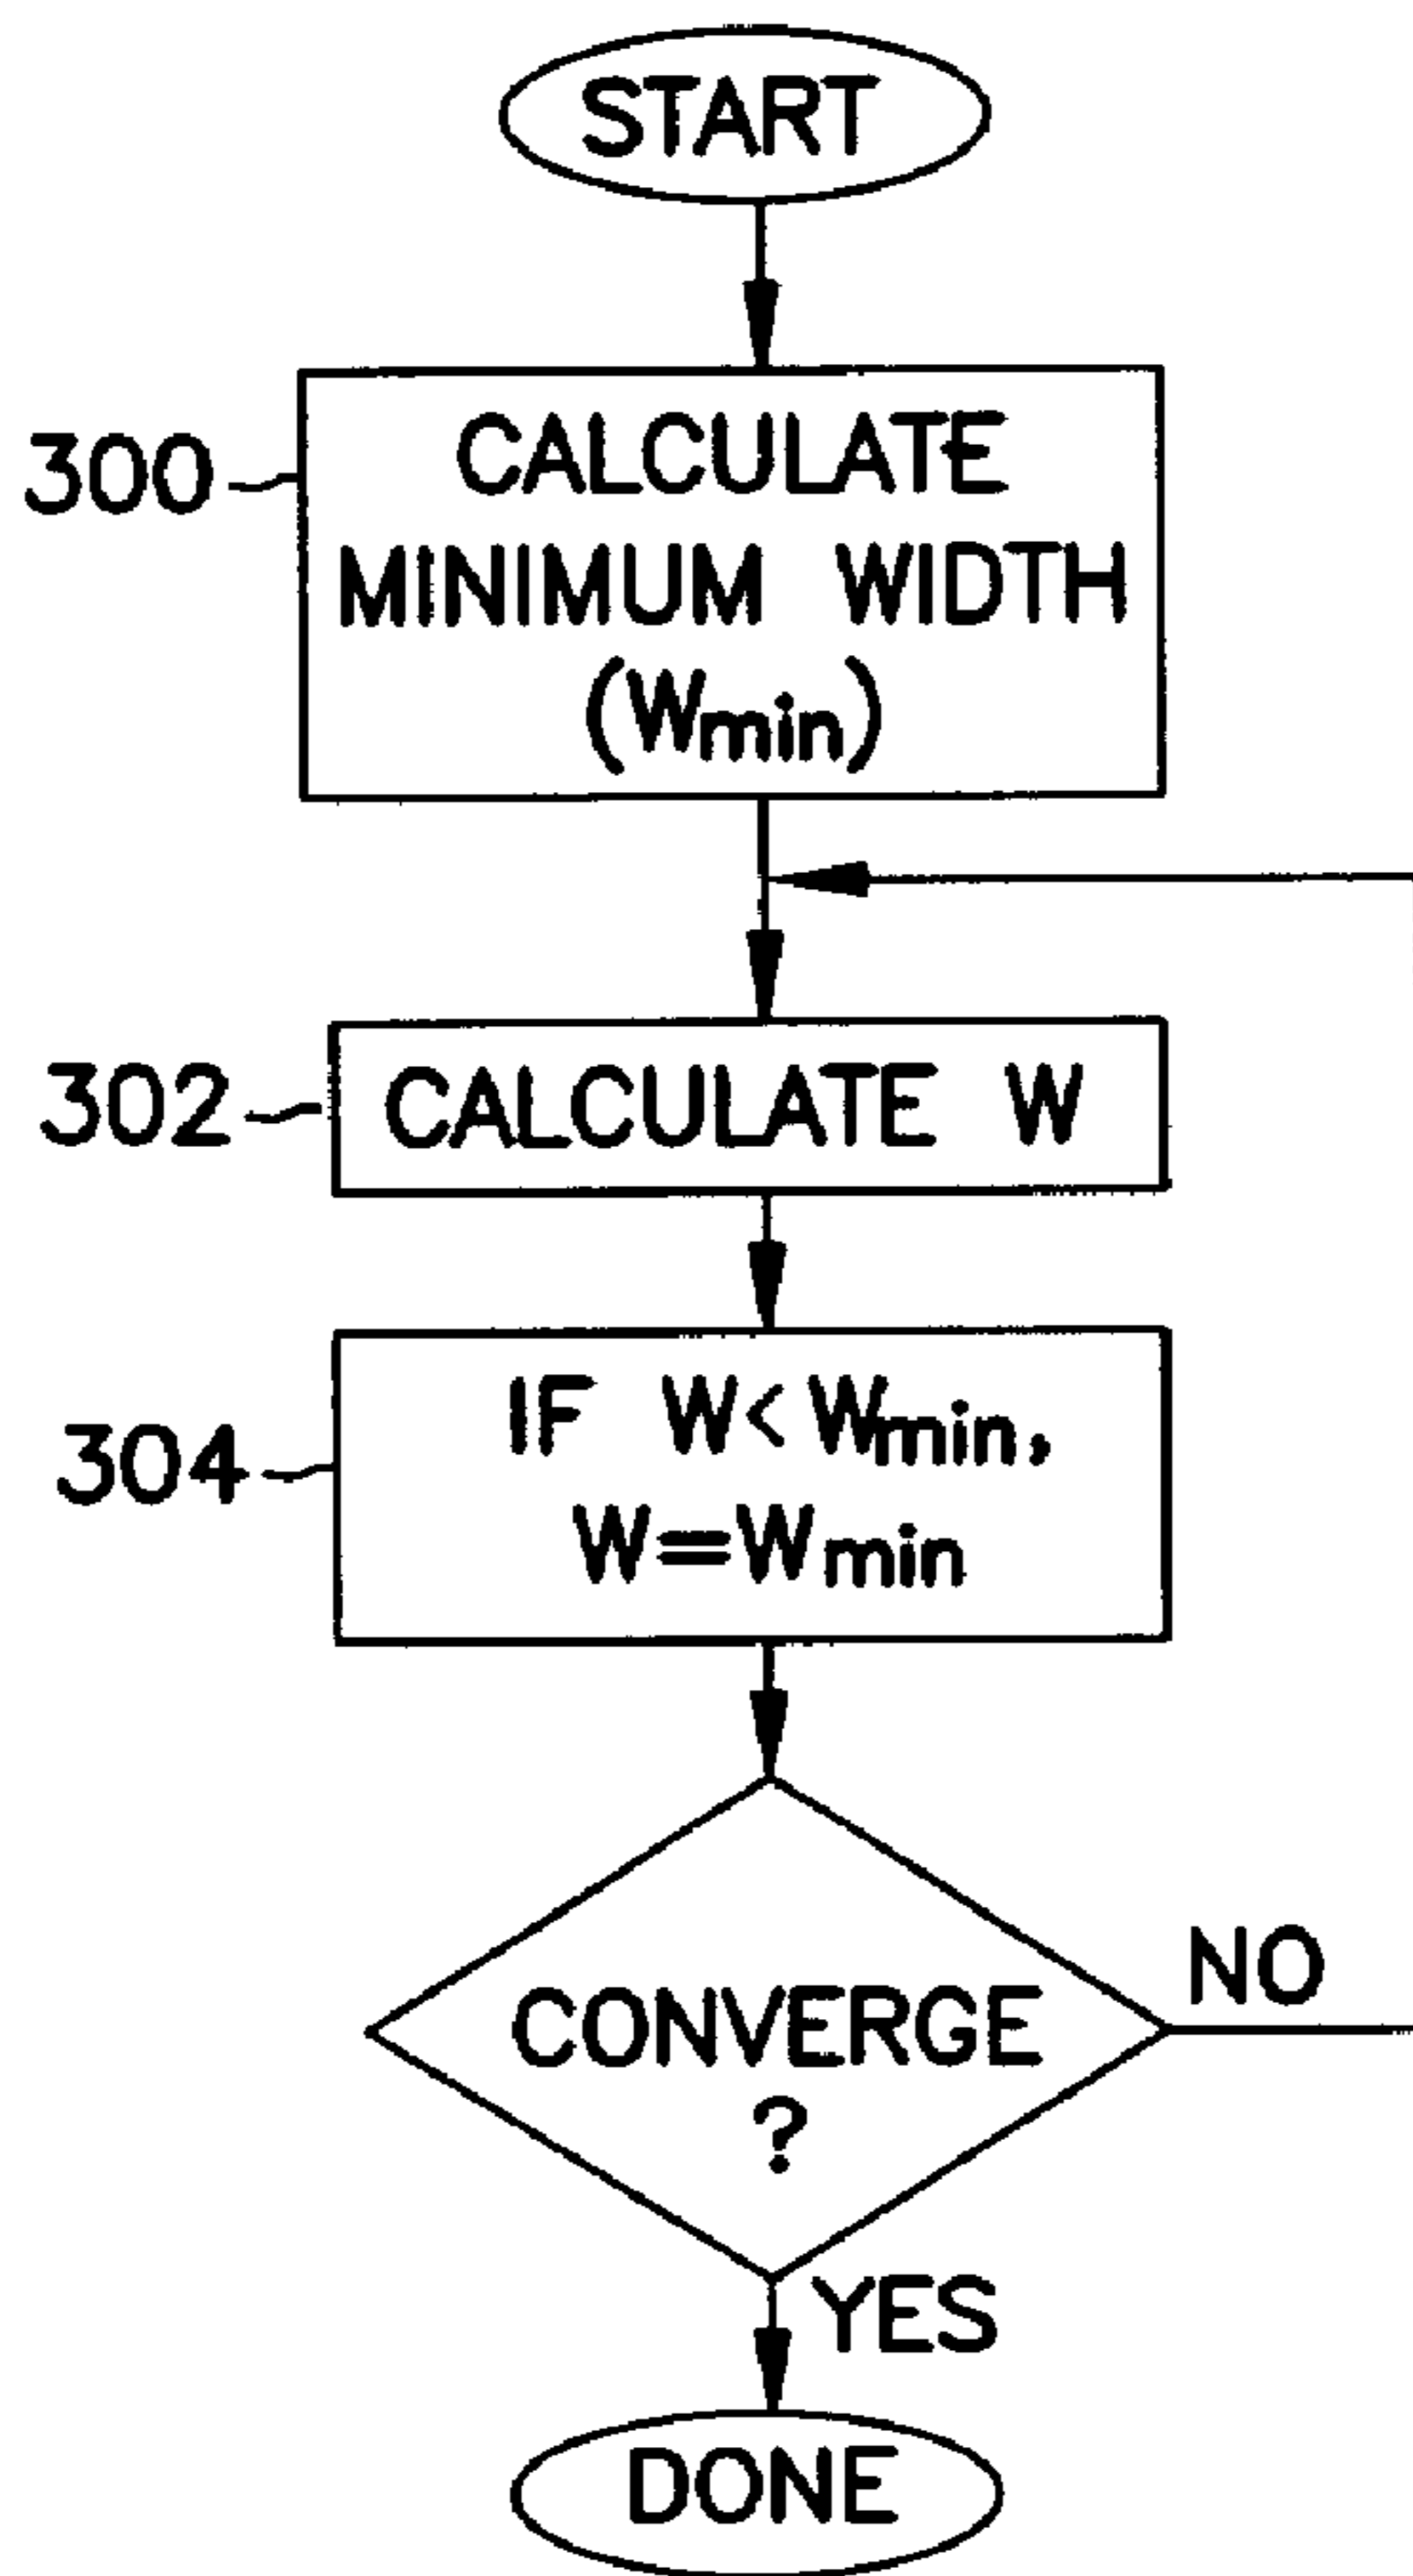 START
300
CALCULATE
MINIMUM WIDTH
(Wmin)
302
CALCULATE W
304
IF W<Wmin,
W=Wmin
CONVERGE
?
NO
YES
DONE